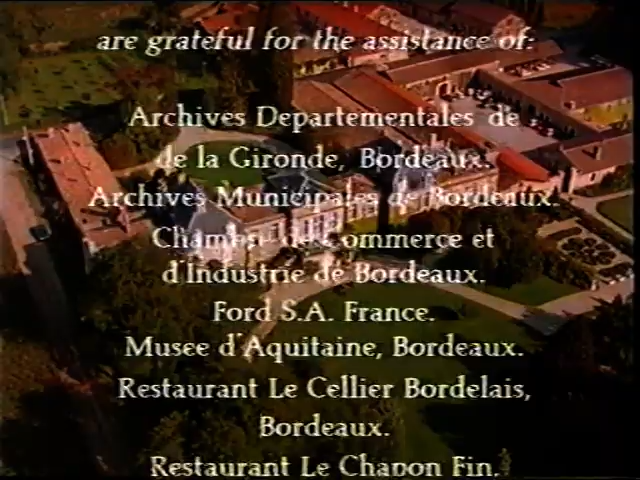 are grateful for the assistance of:
Archives Departementales de
de la Gironde, Bordeaux.
Archives Municipales de Bordeaux.
Chambre de Commerce et
d'Industrie de Bordeaux.
Ford S.A. France.
Musee d'Aquitaine, Bordeaux.
Restaurant Le Cellier Bordelais,
Bordeaux.
Restaurant Le Chapon Fin,